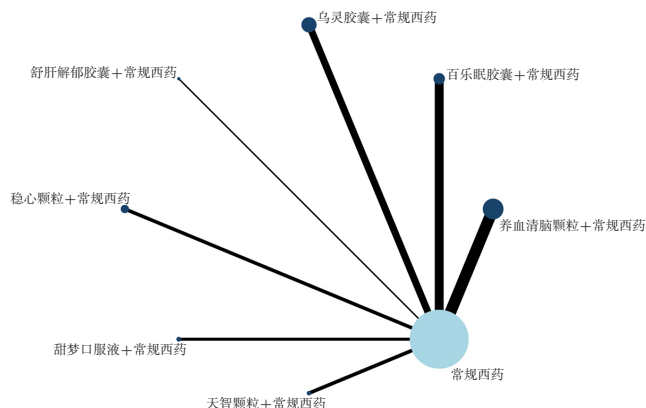 乌灵胶囊+常规西药
舒肝解郁胶囊+常规西药
百乐眠胶囊+常规西药
稳心颗粒+常规西药
养血清脑颗粒+常规西药
甜梦口服液+常规西药
常规西药
天智颗粒+常规西药